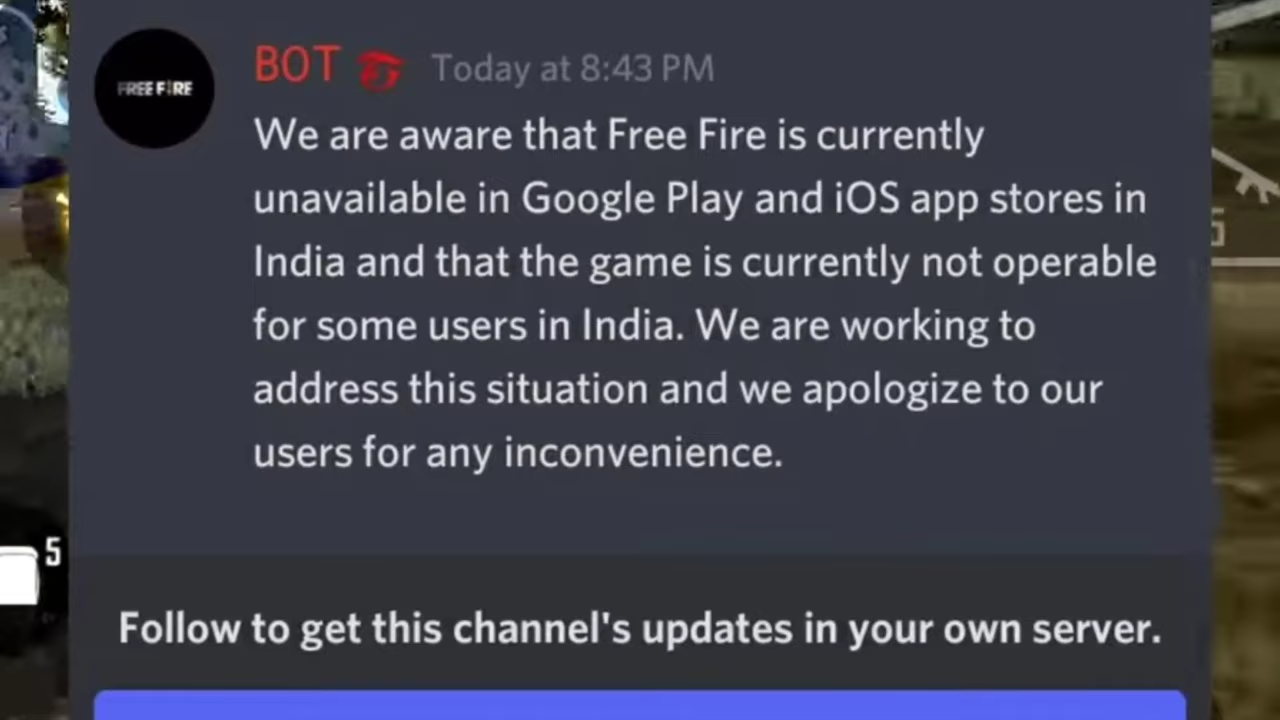 FREE FIRE
BOT Today at 8:43 PM
We are aware that Free Fire is currently
unavailable in Google Play and iOS app stores in
India and that the game is currently not operable
for some users in India. We are working to
address this situation and we apologize to our
users for any inconvenience.
5
Follow to get this channel's updates in your own server.